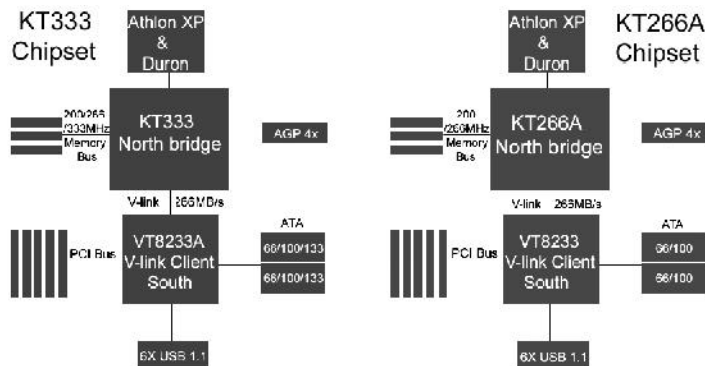 KT333
Chipset
Athlon XP
&
Duron
200/266
/333MHz
Memory
Bus
KT333
North bridge
AGP 4x
V-link 266MB/s
PCI Bus
VT8233A
V-link Client
South
ATA
66/100/133
66/100/133
6X USB 1.1
KT266A
Chipset
Athlon XP
&
Duron
200
/266MHz
Memory
Bus
KT266A
North bridge
AGP 4x
V-link 266MB/s
PCI Bus
VT8233
V-link Client
South
ATA
66/100
66/100
6X USB 1.1